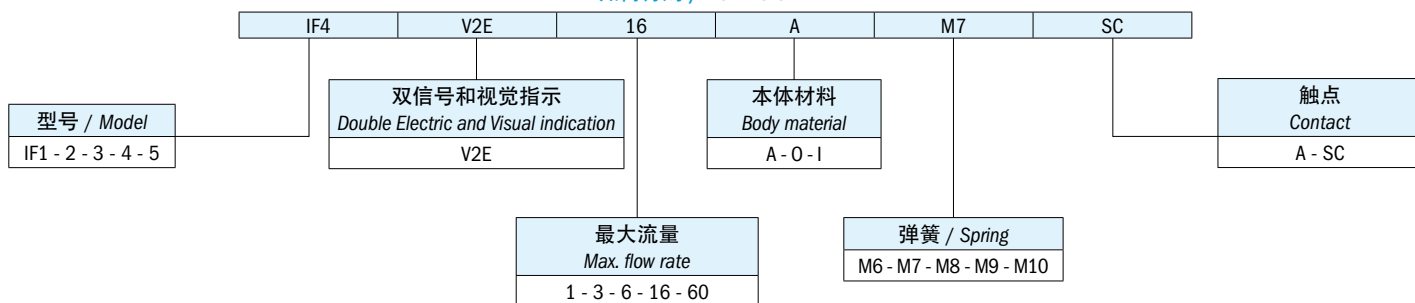 IF4 V2E 16 A M7 SC
双信号和视觉指示
Double Electric and Visual indication
V2E
本体材料
Body material
A - O - I
触点
Contact
A - SC
型号 / Model
IF1 - 2 - 3 - 4 - 5
最大流量
Max. flow rate
1 - 3 - 6 - 16 - 60
弹簧 / Spring
M6 - M7 - M8 - M9 - M10